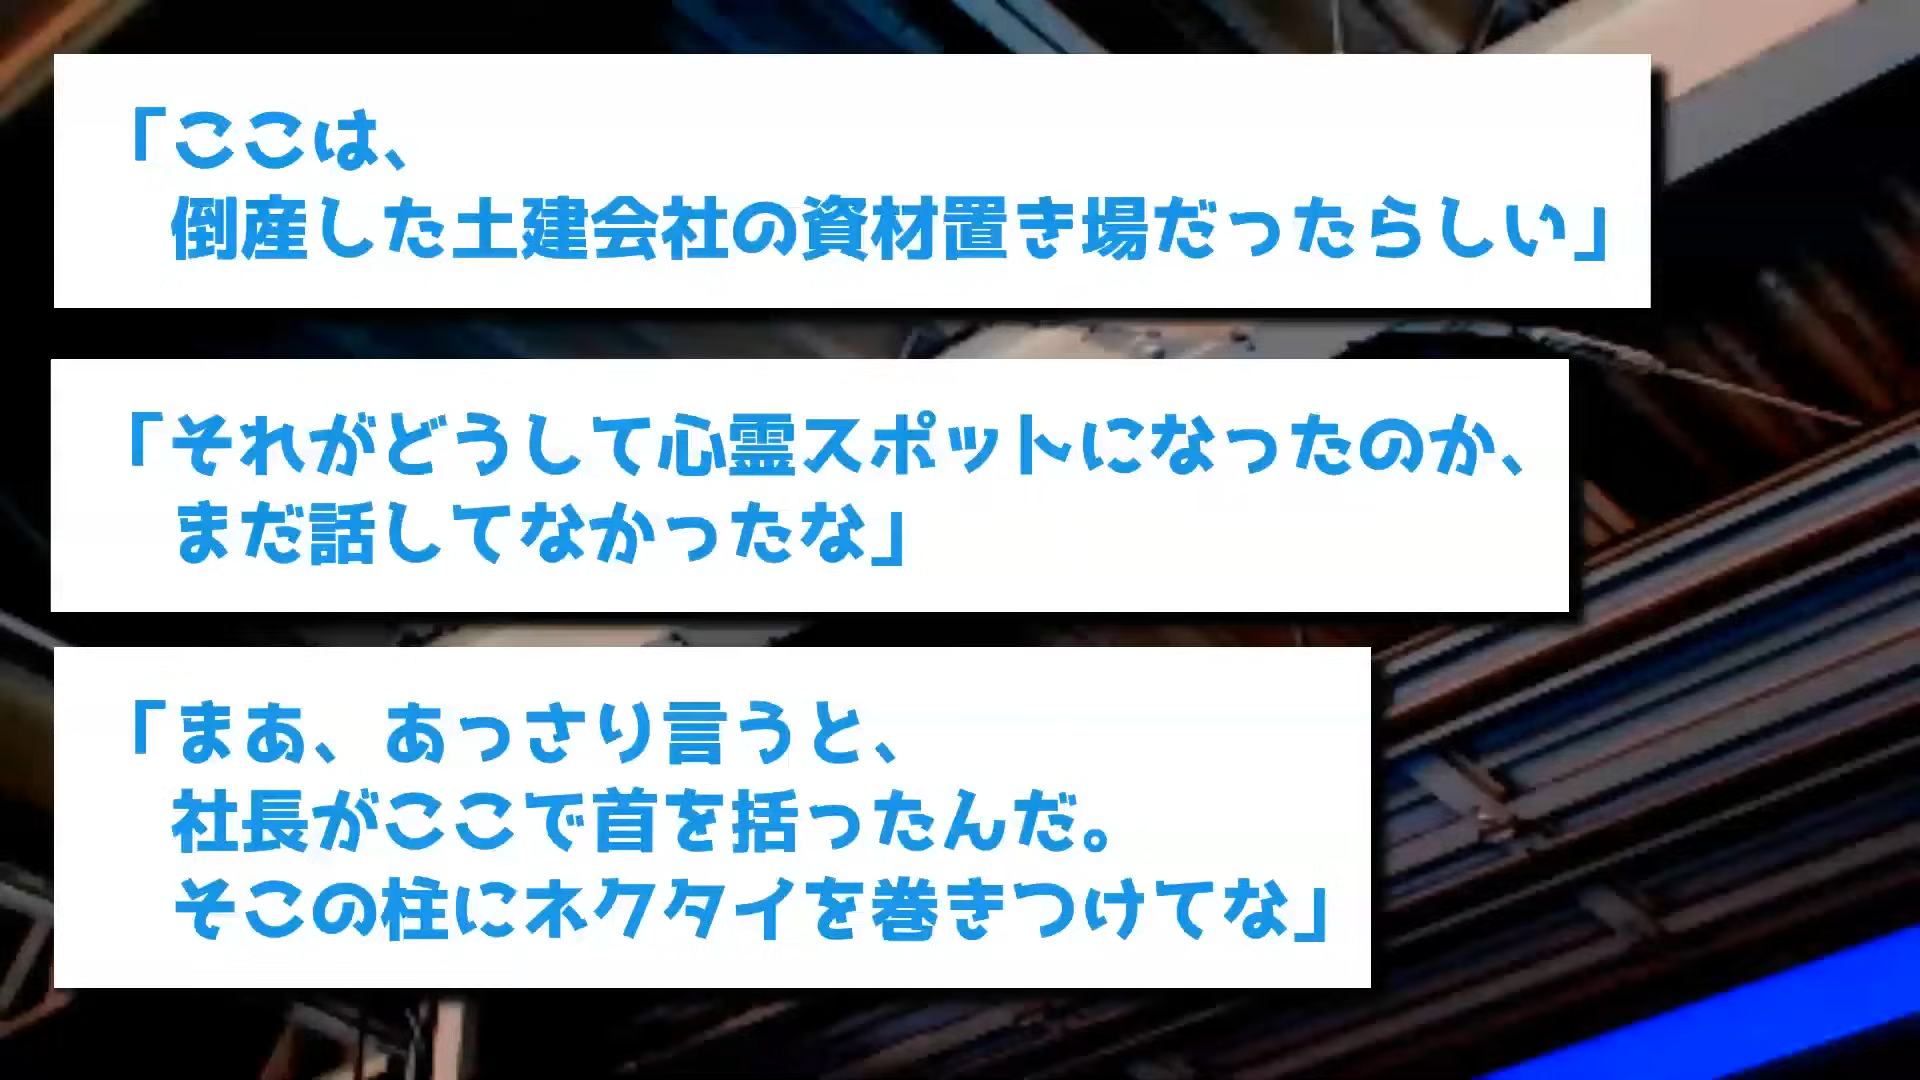 「ここは、
倒産した土建会社の資材置き場だったらしい」
「それがどうして心霊スポットになったのか、
まだ話してなかったな」
「まあ、あっさり言うと、
社長がここで首を括ったんだ。
そこの柱にネクタイを巻きつけてな」